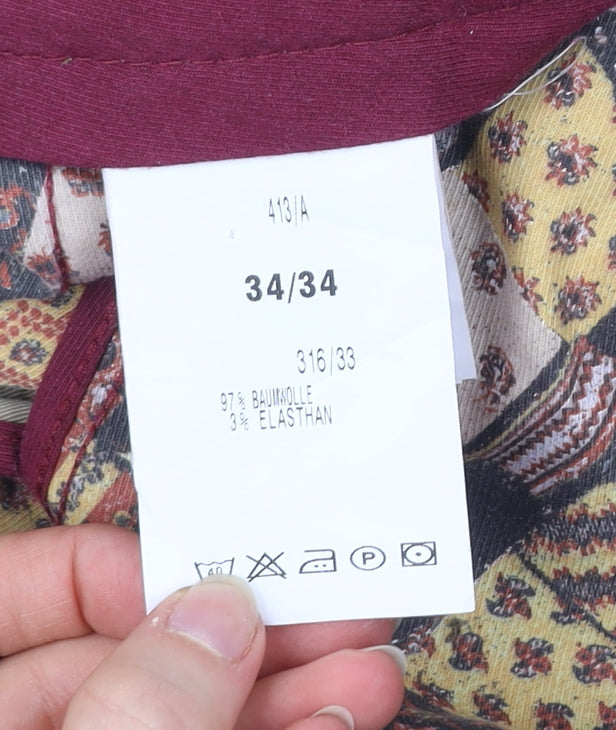 413/A
34/34
316/33
97% BAUMWOLLE
3% ELASTHAN
40 P